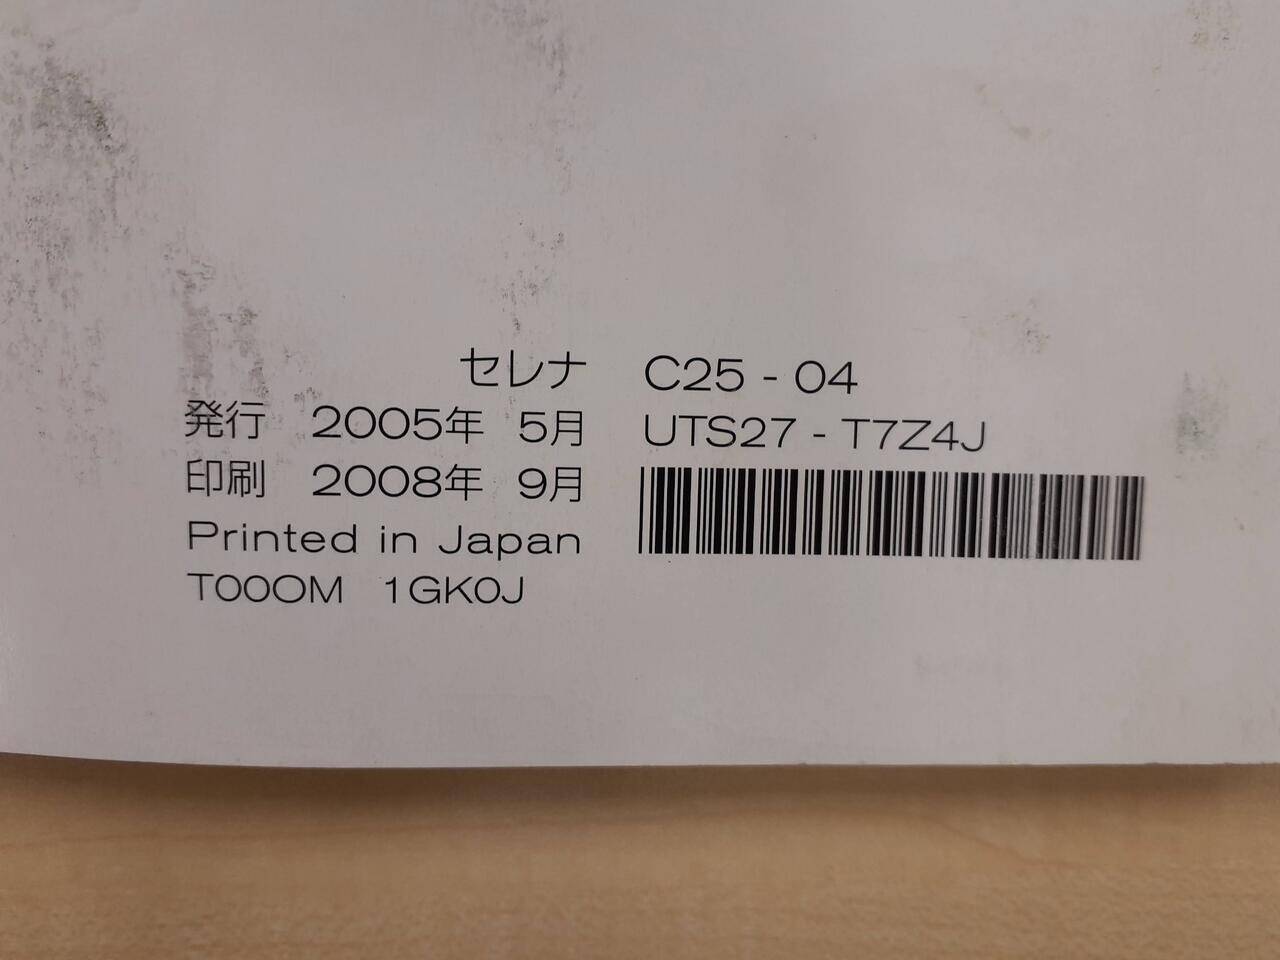 セレナ C25 - 04
発行 2005年 5月 UTS27 - T7Z4J
印刷 2008年 9月
Printed in Japan
T00OM 1GK0J